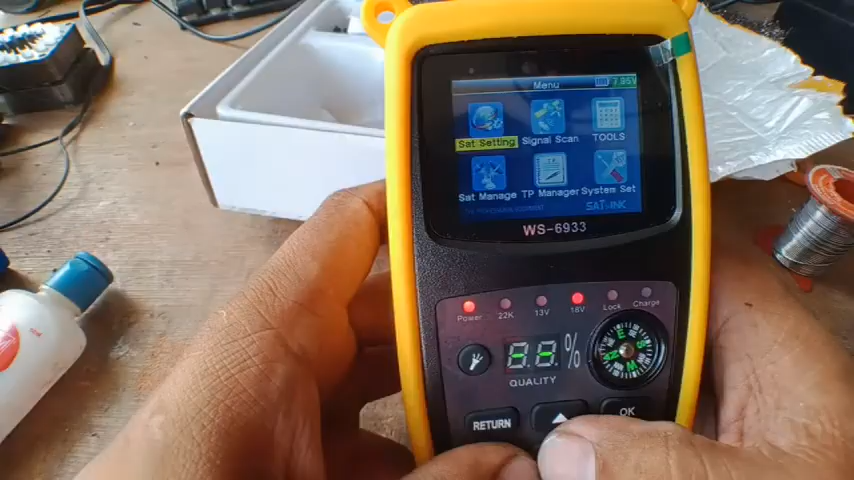 Menu 7.95V
Sat Setting Signal Scan TOOLS
Sat Manage TP Manager System Set
SATLINK
WS-6933
Power 22K 13V 18V Lock Charge
%
QUALITY
RETURN OK